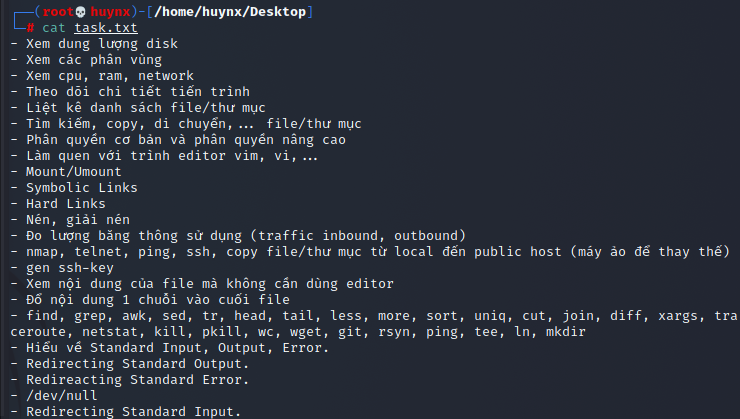 ┌──(root💀huynx)-[/home/huynx/Desktop]
└─# cat task.txt
- Xem dung lượng disk
- Xem các phân vùng
- Xem cpu, ram, network
- Theo dõi chi tiết tiến trình
- Liệt kê danh sách file/thư mục
- Tìm kiếm, copy, di chuyển,... file/thư mục
- Phân quyền cơ bản và phân quyền nâng cao
- Làm quen với trình editor vim, vi,...
- Mount/Umount
- Symbolic Links
- Hard Links
- Nén, giải nén
- Đo lượng băng thông sử dụng (traffic inbound, outbound)
- nmap, telnet, ping, ssh, copy file/thư mục từ local đến public host (máy ảo để thay thế)
- gen ssh-key
- Xem nội dung của file mà không cần dùng editor
- Đổ nội dung 1 chuỗi vào cuối file
- find, grep, awk, sed, tr, head, tail, less, more, sort, uniq, cut, join, diff, xargs, tra
ceroute, netstat, kill, pkill, wc, wget, git, rsyn, ping, tee, ln, mkdir
- Hiểu về Standard Input, Output, Error.
- Redirecting Standard Output.
- Redireacting Standard Error.
- /dev/null
- Redirecting Standard Input.